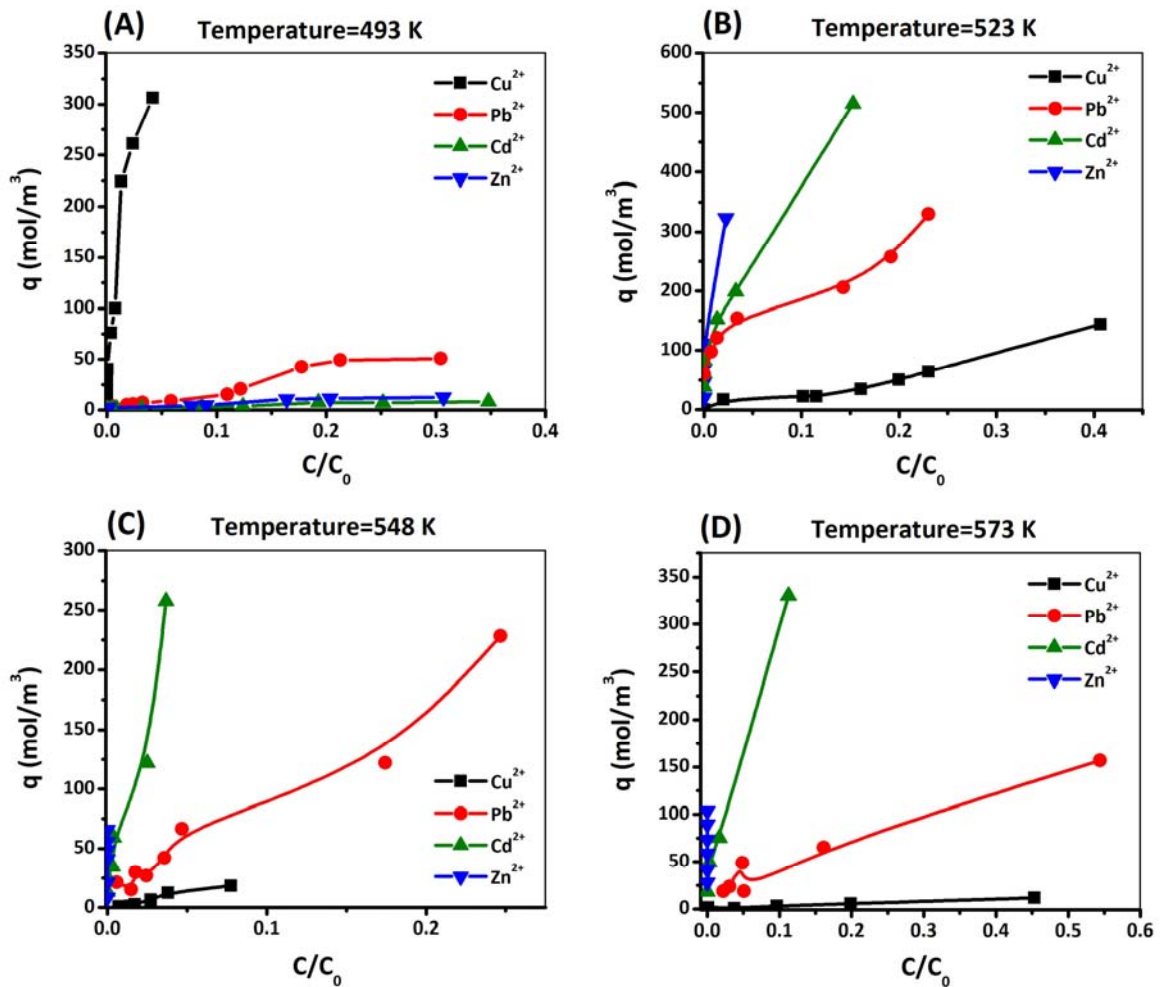 (A) Temperature=493 K
350
300
250
200
150
100
50
0
q (mol/m³)
0.0 0.1 0.2 0.3 0.4
C/C₀
Cu²⁺
Pb²⁺
Cd²⁺
Zn²⁺
(B) Temperature=523 K
600
500
400
300
200
100
0
q (mol/m³)
0.0 0.1 0.2 0.3 0.4
C/C₀
Cu²⁺
Pb²⁺
Cd²⁺
Zn²⁺
(C) Temperature=548 K
300
250
200
150
100
50
0
q (mol/m³)
0.0 0.1 0.2
C/C₀
Cu²⁺
Pb²⁺
Cd²⁺
Zn²⁺
(D) Temperature=573 K
350
300
250
200
150
100
50
0
q (mol/m³)
0.0 0.1 0.2 0.3 0.4 0.5 0.6
C/C₀
Cu²⁺
Pb²⁺
Cd²⁺
Zn²⁺